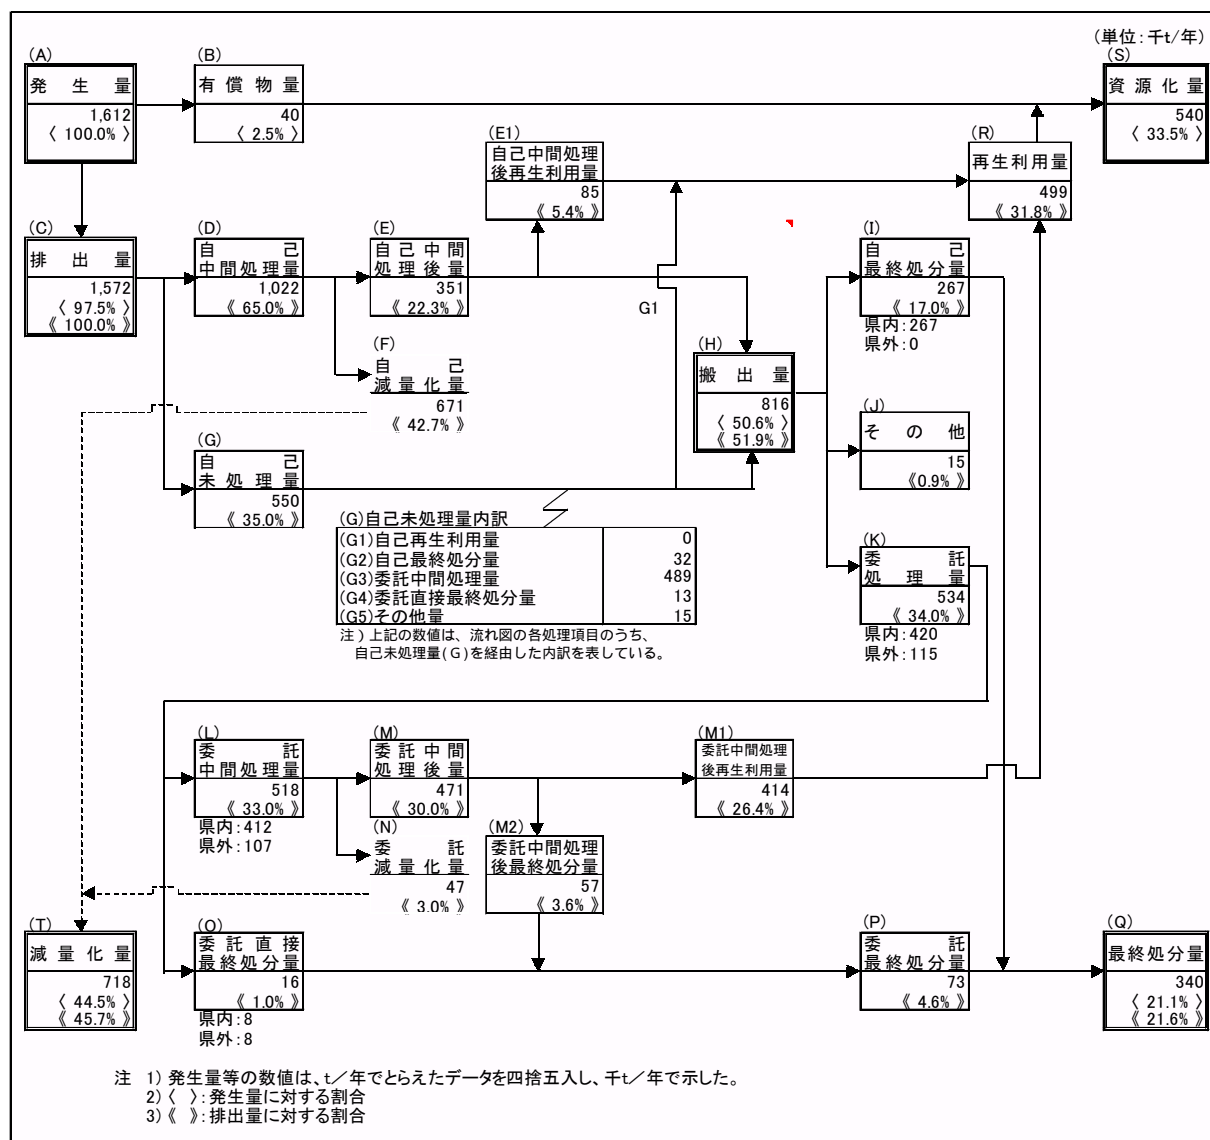 (単位:千t/年)
(A)
発生量
1,612
〈 100.0% 〉
(B)
有償物量
40
〈 2.5% 〉
(S)
資源化量
540
〈 33.5% 〉
(E1)
自己中間処理
後再生利用量
85
《 5.4% 》
(R)
再生利用量
499
《 31.8% 》
(C)
排出量
1,572
〈 97.5% 〉
《 100.0% 》
(D)
自己
中間処理量
1,022
《 65.0% 》
(E)
自己中間
処理後量
351
《 22.3% 》
G1
(I)
自己
最終処分量
267
《 17.0% 》
県内:267
県外:0
(F)
自己
減量化量
671
《 42.7% 》
(H)
搬出量
816
〈 50.6% 〉
《 51.9% 》
(J)
その他
15
《0.9% 》
(G)
自己
未処理量
550
《 35.0% 》
(G)自己未処理量内訳
(G1)自己再生利用量 0
(G2)自己最終処分量 32
(G3)委託中間処理量 489
(G4)委託直接最終処分量 13
(G5)その他量 15
注)上記の数値は、流れ図の各処理項目のうち、
自己未処理量(G)を経由した内訳を表している。
(K)
委託
処理量
534
《 34.0% 》
県内:420
県外:115
(L)
委託
中間処理量
518
《 33.0% 》
県内:412
県外:107
(M)
委託中間
処理後量
471
《 30.0% 》
(M1)
委託中間処理
後再生利用量
414
《 26.4% 》
(N)
委託
減量化量
47
《 3.0% 》
(M2)
委託中間処理
後最終処分量
57
《 3.6% 》
(T)
減量化量
718
〈 44.5% 〉
《 45.7% 》
(O)
委託直接
最終処分量
16
《 1.0% 》
県内:8
県外:8
(P)
委託
最終処分量
73
《 4.6% 》
(Q)
最終処分量
340
〈 21.1% 〉
《 21.6% 》
注 1) 発生量等の数値は、t/年でとらえたデータを四捨五入し、千t/年で示した。
2)〈 〉:発生量に対する割合
3)《 》:排出量に対する割合